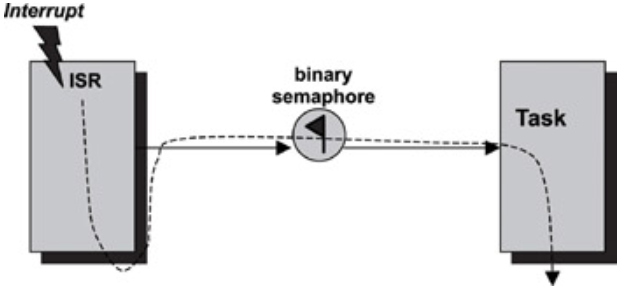 Interrupt
ISR
binary
semaphore
Task